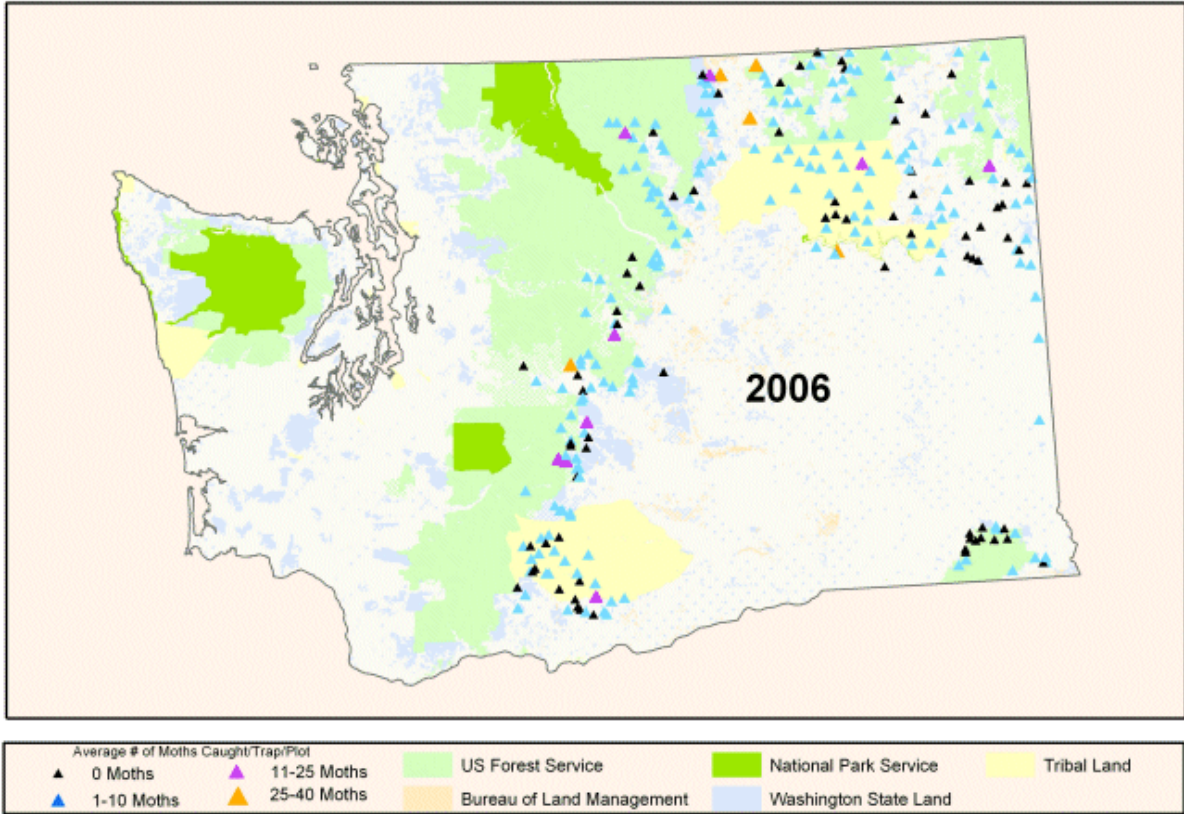 2006
Average # of Moths Caught/Trap/Plot
0 Moths
11-25 Moths
1-10 Moths
25-40 Moths
US Forest Service
National Park Service
Tribal Land
Bureau of Land Management
Washington State Land